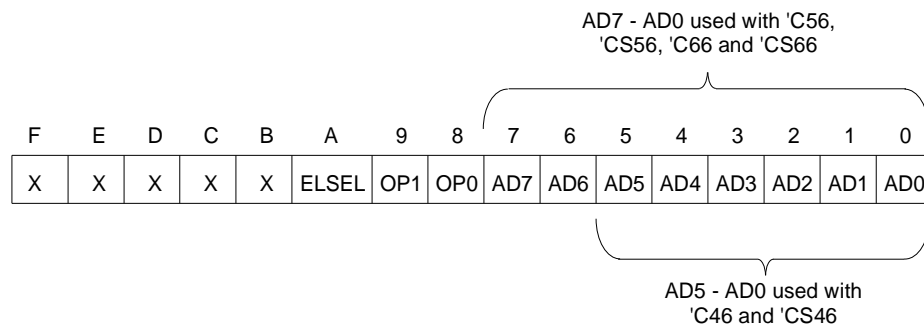 AD7 - AD0 used with 'C56,
'CS56, 'C66 and 'CS66
F E D C B A 9 8 7 6 5 4 3 2 1 0
X X X X X ELSEL OP1 OP0 AD7 AD6 AD5 AD4 AD3 AD2 AD1 AD0
AD5 - AD0 used with
'C46 and 'CS46